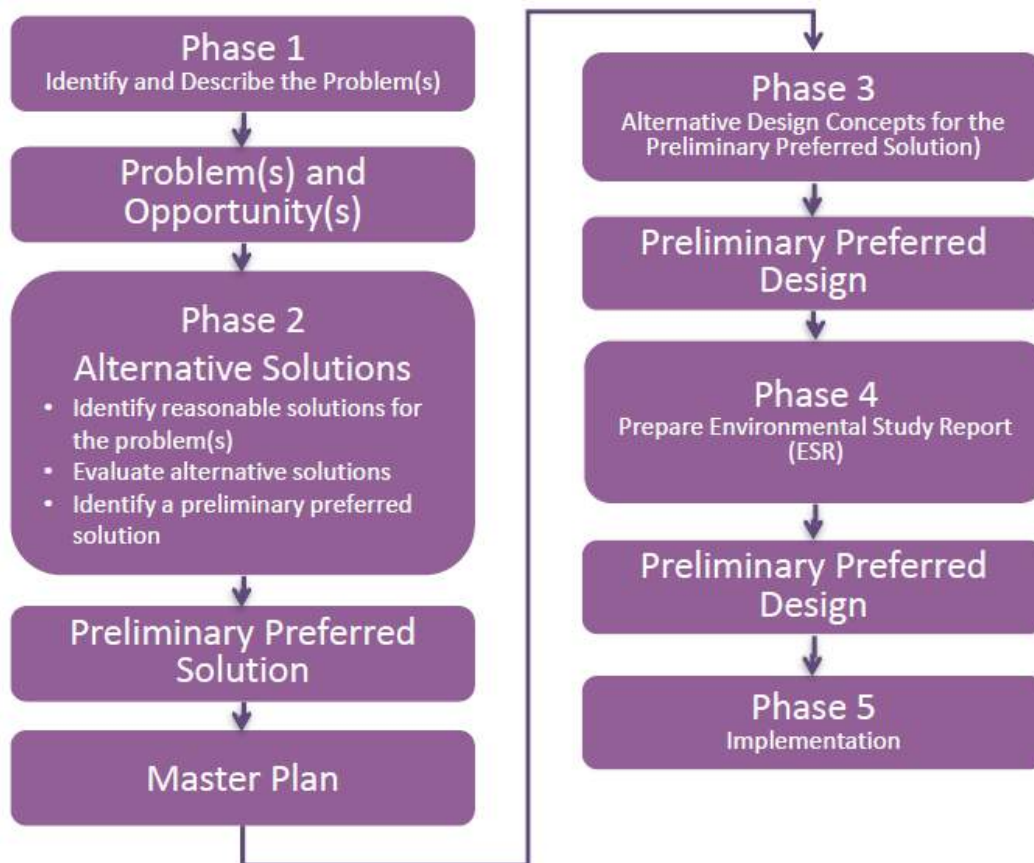 Phase 1
Identify and Describe the Problem(s)
Problem(s) and
Opportunity(s)
Phase 2
Alternative Solutions
• Identify reasonable solutions for
the problem(s)
• Evaluate alternative solutions
• Identify a preliminary preferred
solution
Preliminary Preferred
Solution
Master Plan
Phase 3
Alternative Design Concepts for the
Preliminary Preferred Solution)
Preliminary Preferred
Design
Phase 4
Prepare Environmental Study Report
(ESR)
Preliminary Preferred
Design
Phase 5
Implementation